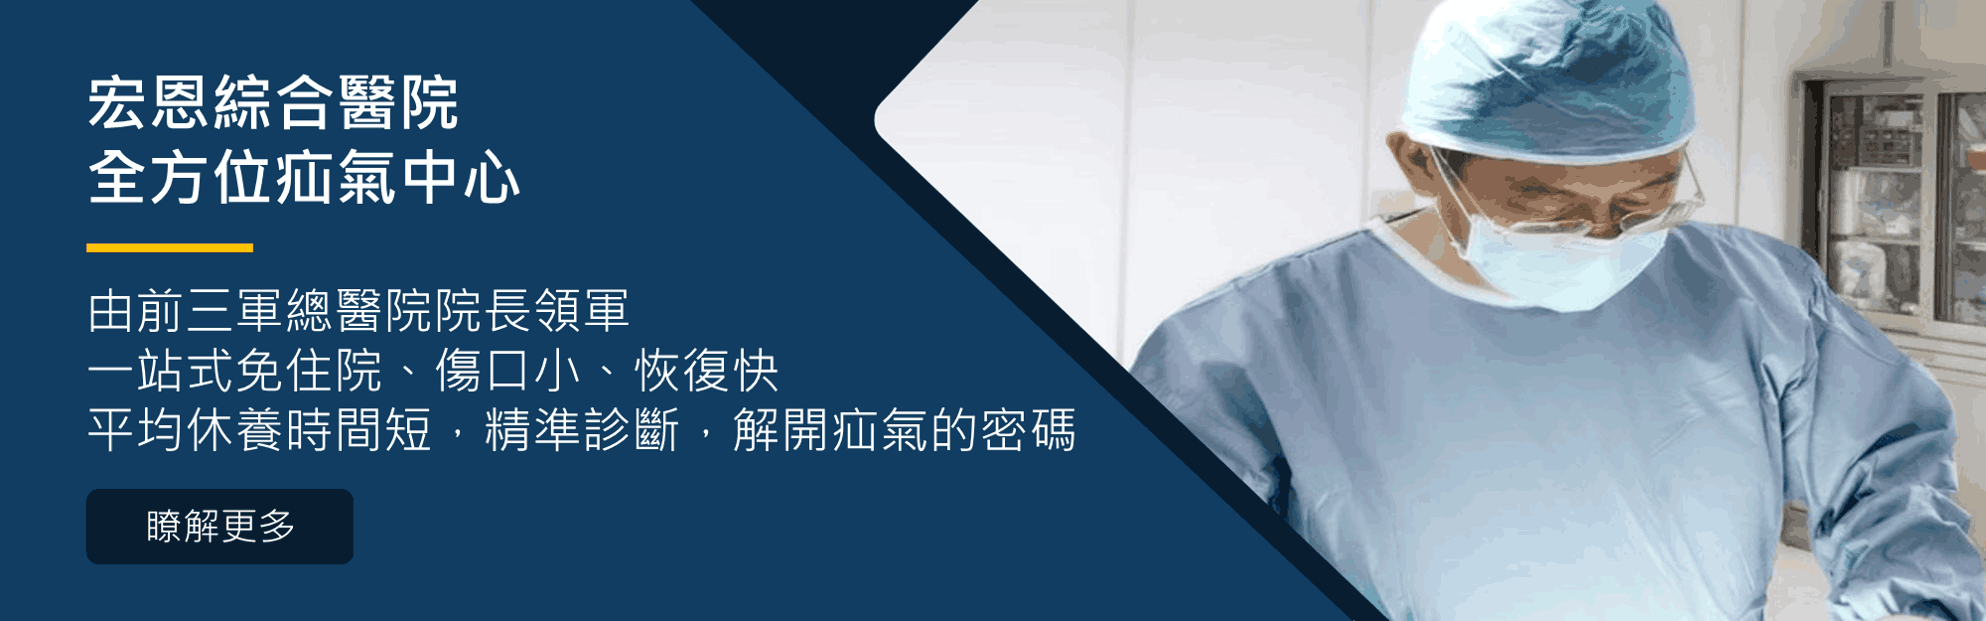 宏恩綜合醫院
全方位疝氣中心
由前三軍總醫院院長領軍
一站式免住院、傷口小、恢復快
平均休養時間短，精準診斷，解開疝氣的密碼
瞭解更多